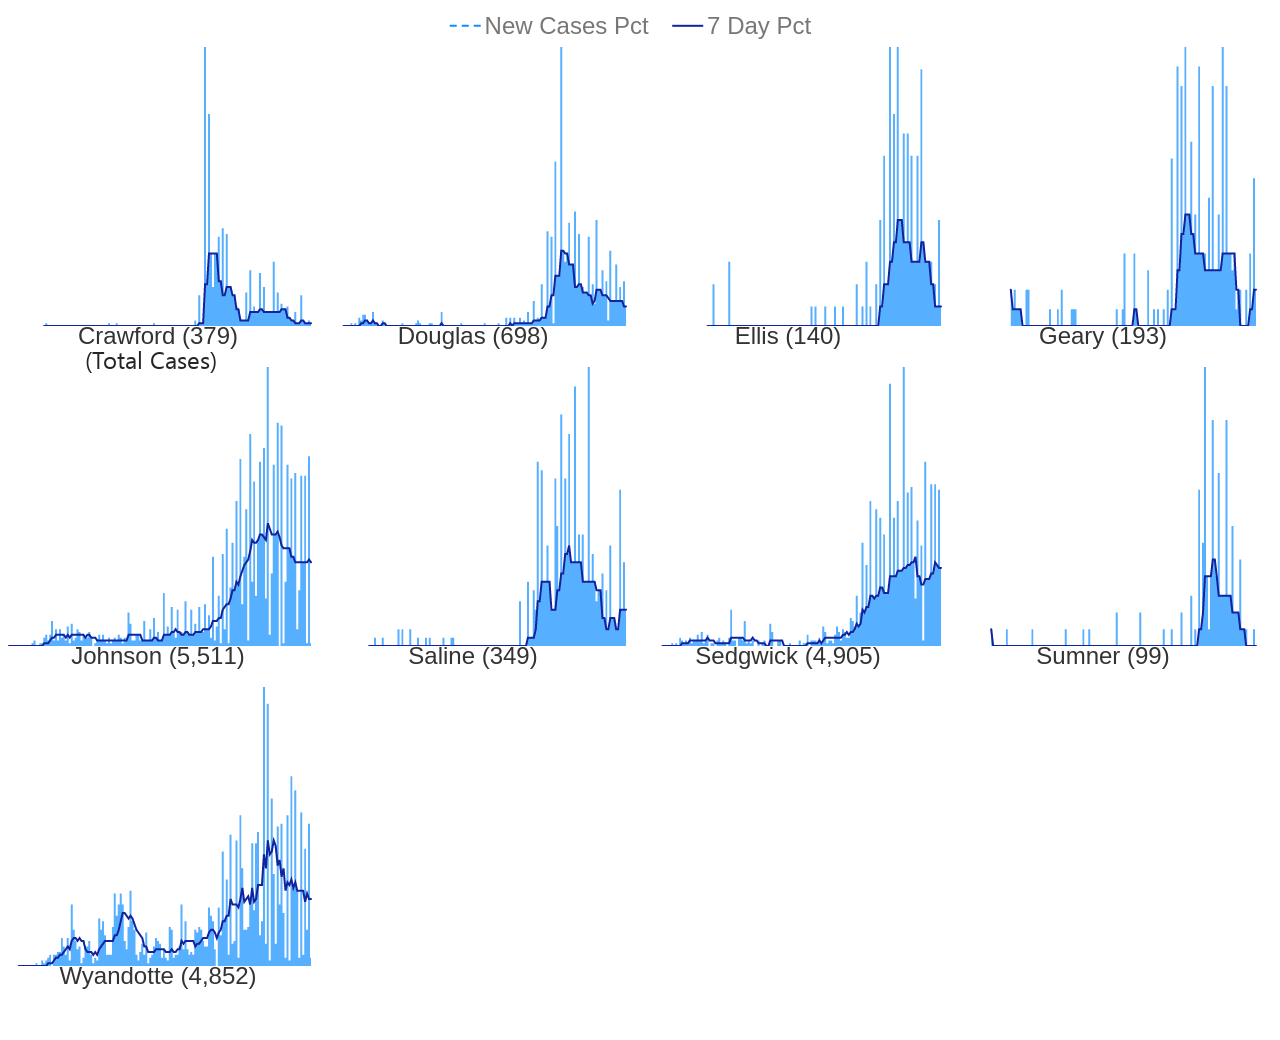 New Cases Pct 7 Day Pct
Crawford (379) Douglas (698) Ellis (140) Geary (193)
(Total Cases)
Johnson (5,511) Saline (349) Sedgwick (4,905) Sumner (99)
Wyandotte (4,852)